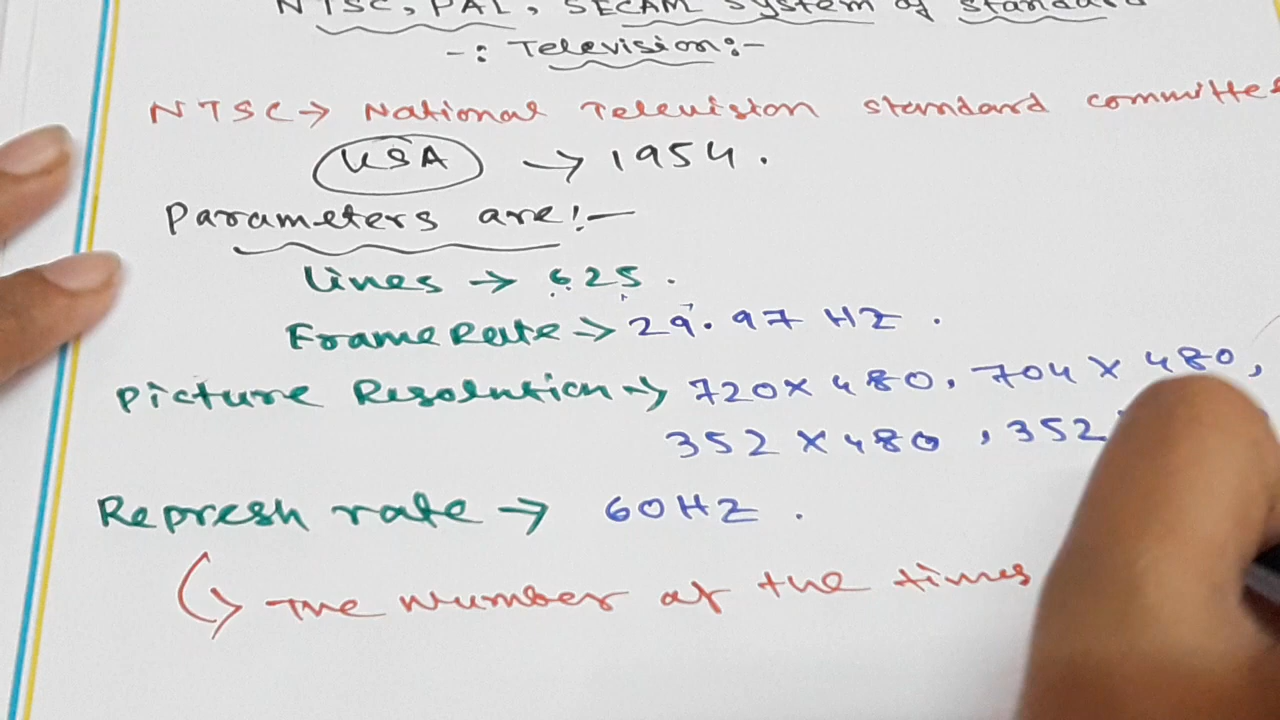 NTSC, PAL, SECAM System of Standard
-: Television:-
NTSC → National Television standard committee
USA → 1954.
Parameters are:-
lines → 625.
Frame Rate → 29.97 HZ.
Picture Resolution → 720 X 480, 704 X 480,
352 X 480, 352
Represh rate → 60HZ.
↳ The number of the times